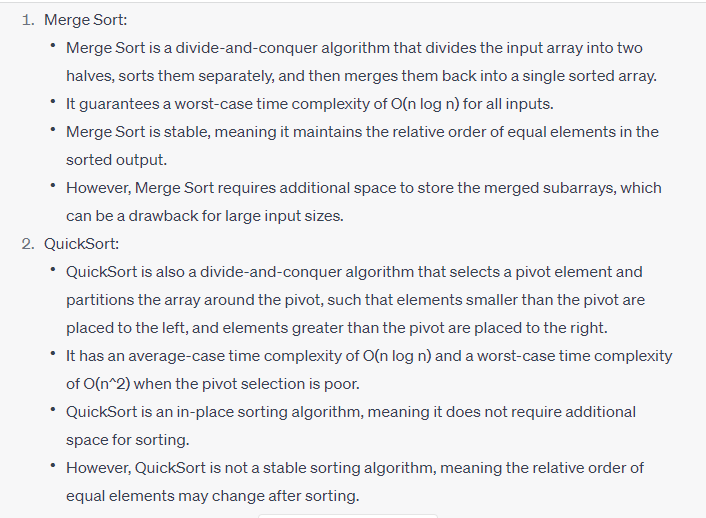 1. Merge Sort:
• Merge Sort is a divide-and-conquer algorithm that divides the input array into two
halves, sorts them separately, and then merges them back into a single sorted array.
• It guarantees a worst-case time complexity of O(n log n) for all inputs.
• Merge Sort is stable, meaning it maintains the relative order of equal elements in the
sorted output.
• However, Merge Sort requires additional space to store the merged subarrays, which
can be a drawback for large input sizes.
2. QuickSort:
• QuickSort is also a divide-and-conquer algorithm that selects a pivot element and
partitions the array around the pivot, such that elements smaller than the pivot are
placed to the left, and elements greater than the pivot are placed to the right.
• It has an average-case time complexity of O(n log n) and a worst-case time complexity
of O(n^2) when the pivot selection is poor.
• QuickSort is an in-place sorting algorithm, meaning it does not require additional
space for sorting.
• However, QuickSort is not a stable sorting algorithm, meaning the relative order of
equal elements may change after sorting.